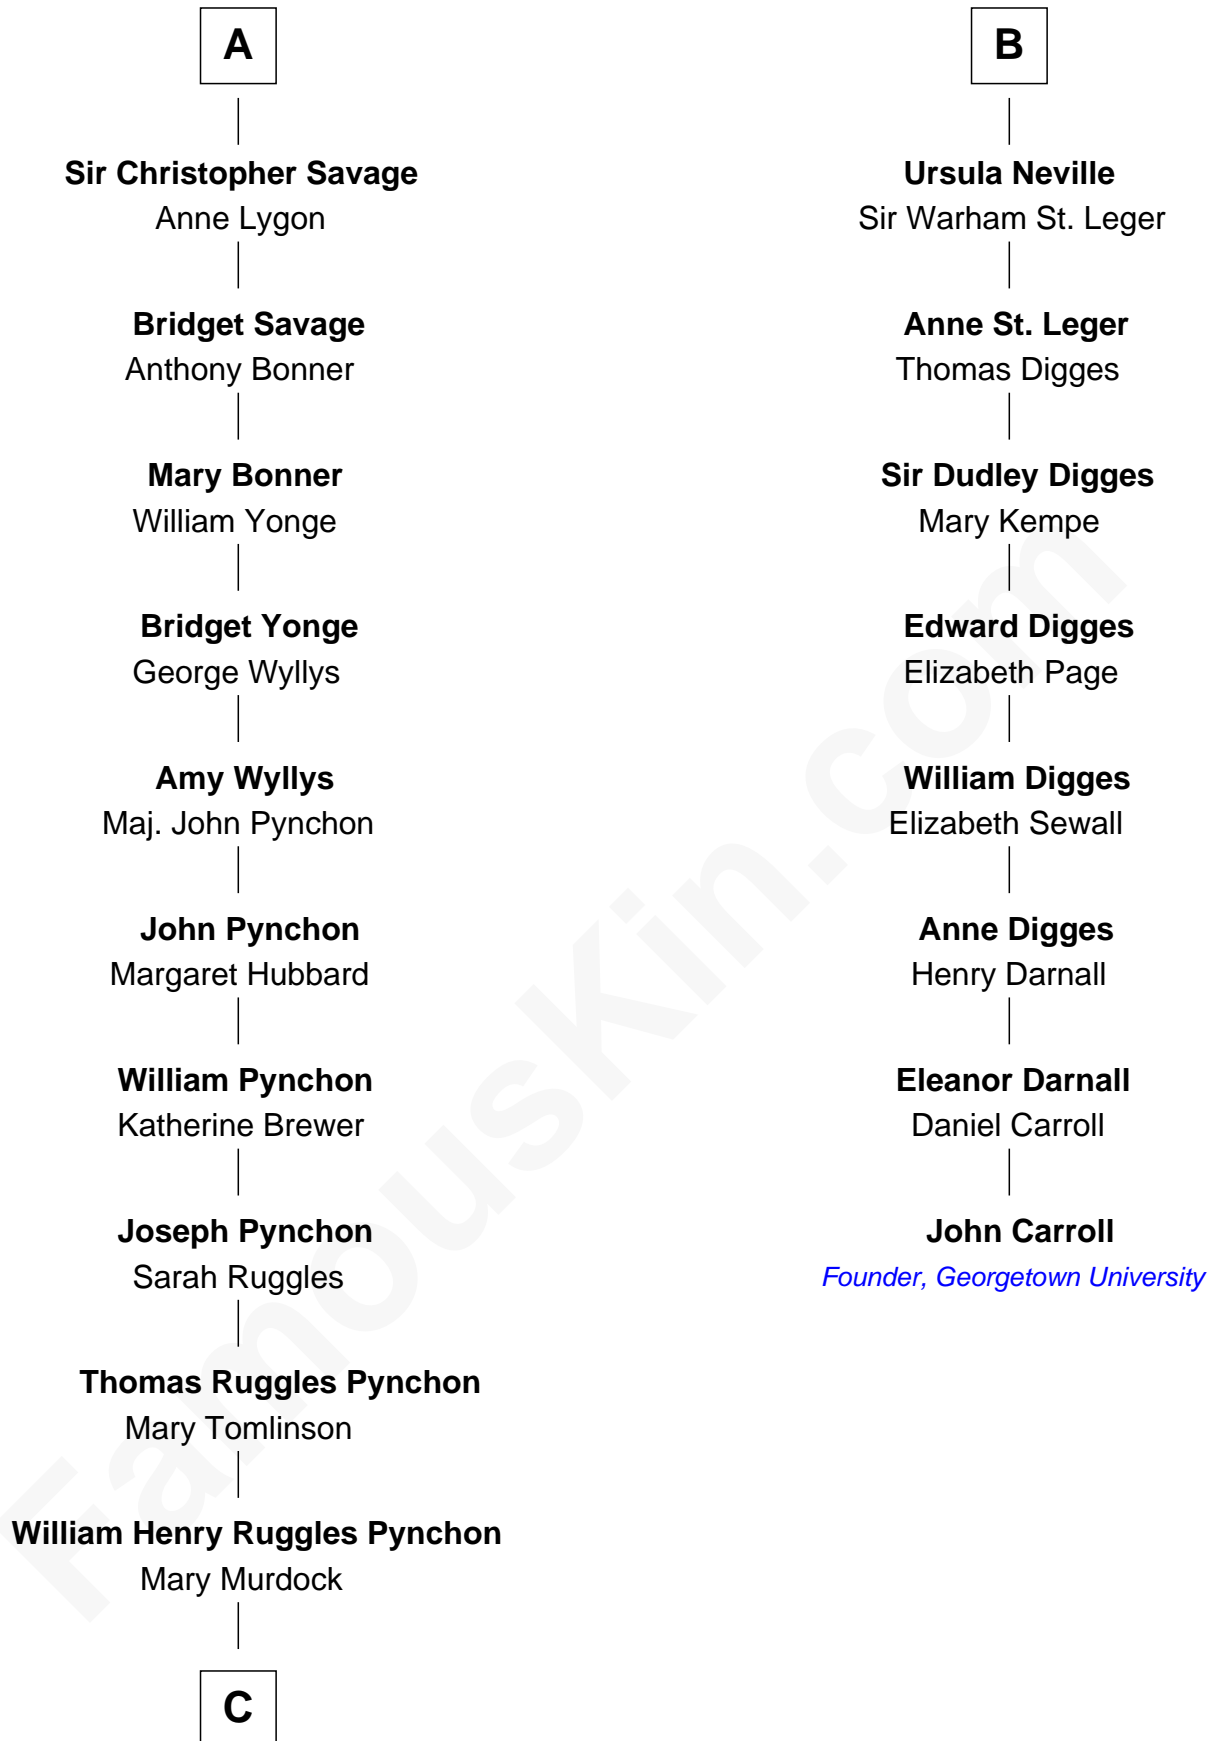 A
Sir Christopher Savage
Anne Lygon
Bridget Savage
Anthony Bonner
Mary Bonner
William Yonge
Bridget Yonge
George Wyllys
Amy Wyllys
Maj. John Pynchon
John Pynchon
Margaret Hubbard
William Pynchon
Katherine Brewer
Joseph Pynchon
Sarah Ruggles
Thomas Ruggles Pynchon
Mary Tomlinson
William Henry Ruggles Pynchon
Mary Murdock
C
B
Ursula Neville
Sir Warham St. Leger
Anne St. Leger
Thomas Digges
Sir Dudley Digges
Mary Kempe
Edward Digges
Elizabeth Page
William Digges
Elizabeth Sewall
Anne Digges
Henry Darnall
Eleanor Darnall
Daniel Carroll
John Carroll
Founder, Georgetown University
FamousKin.com